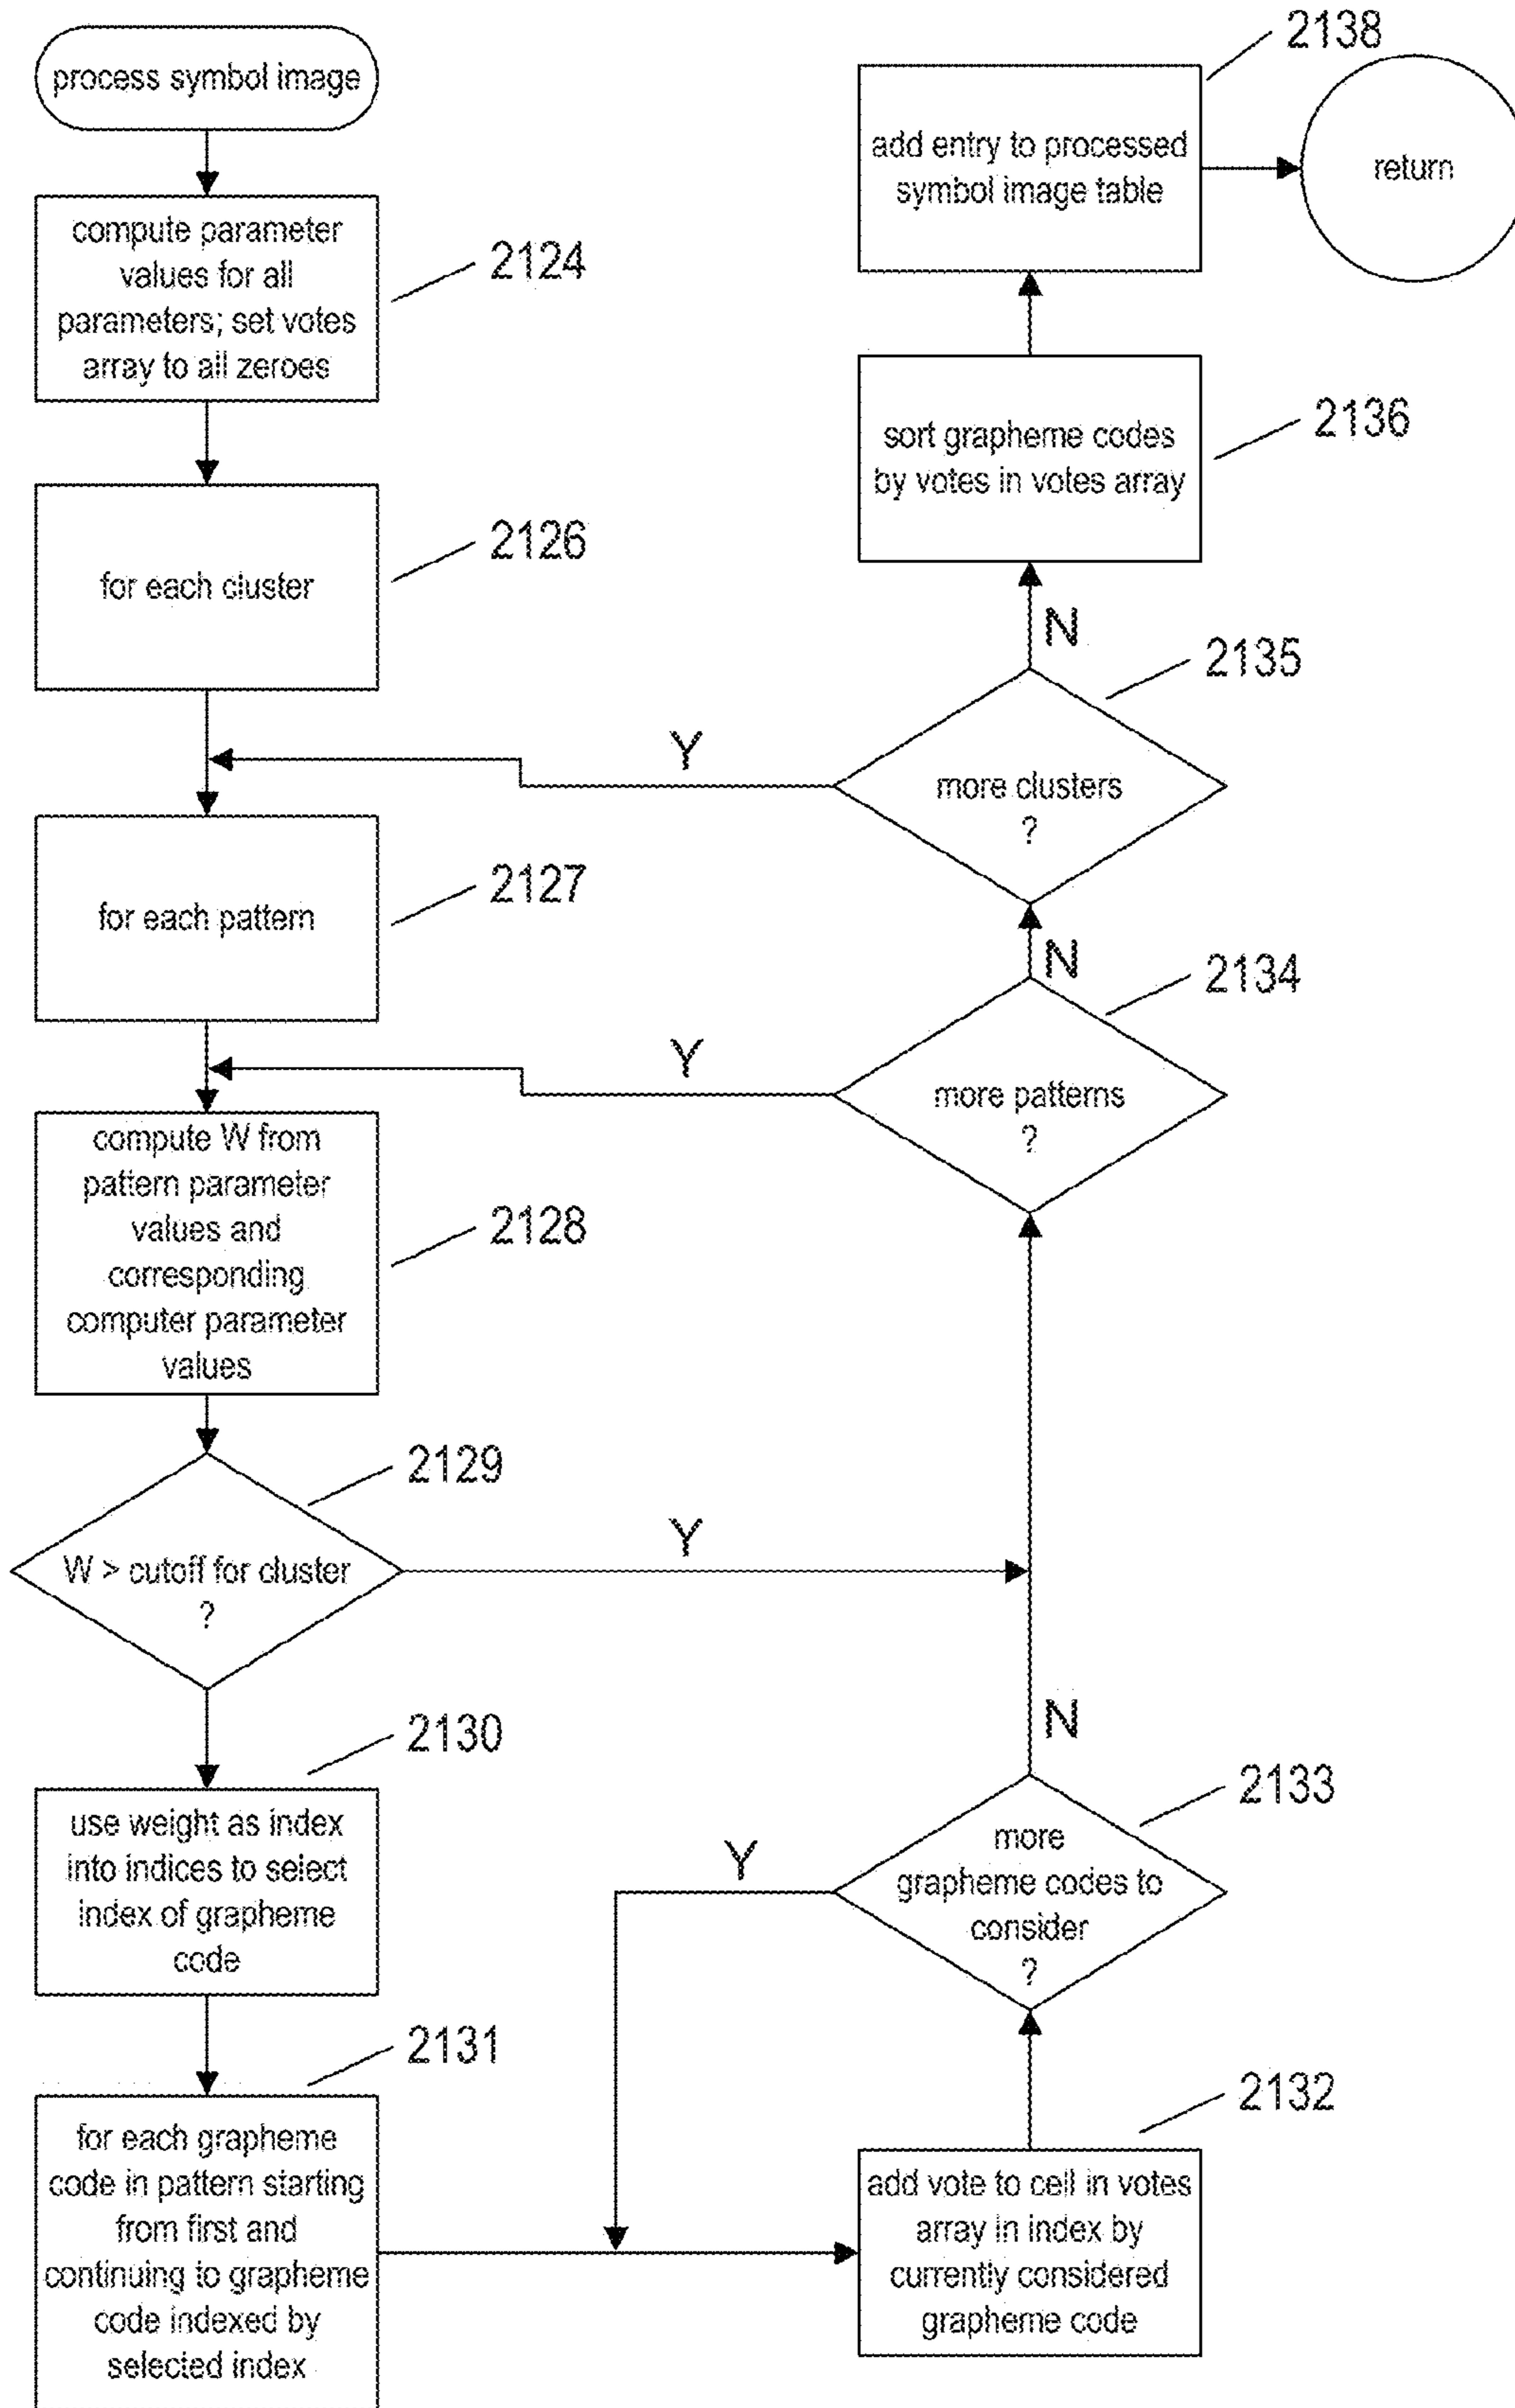 process symbol image
compute parameter
values for all
parameters; set votes
array to all zeroes
2124
for each cluster
2126
for each pattern
2127
compute W from
pattern parameter
values and
corresponding
computer parameter
values
2128
W > cutoff for cluster
?
2129
Y
use weight as index
into indices to select
index of grapheme
code
2130
for each grapheme
code in pattern starting
from first and
continuing to grapheme
code indexed by
selected index
2131
add vote to cell in votes
array in index by
currently considered
grapheme code
2132
more
grapheme codes to
consider
?
2133
Y
N
more patterns
?
2134
Y
N
more clusters
?
2135
Y
N
sort grapheme codes
by votes in votes array
2136
add entry to processed
symbol image table
2138
return